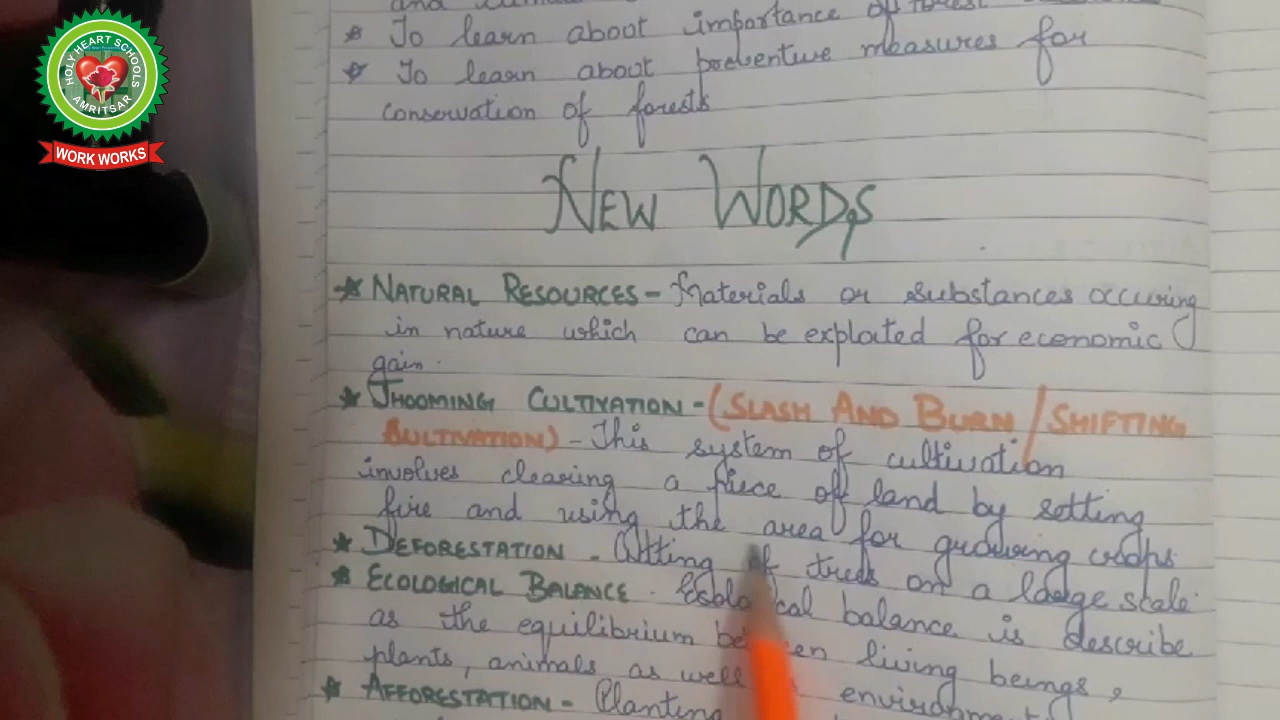 HOLY HEART SCHOOLS
AMRITSAR
WORK WORKS
and
* To learn about importance of forest
* To learn about preventive measures for
conservation of forests
NEW WORDS
* NATURAL RESOURCES - Materials or substances occuring
in nature which can be exploited for economic
gain.
* JHOOMING CULTIVATION - (SLASH AND BURN / SHIFTING
CULTIVATION) - This system of cultivation
involves clearing a piece of land by setting
fire and using the area for growing crops
* DEFORESTATION - Cutting of trees on a large scale
* ECOLOGICAL BALANCE - Ecological balance is describe
as the equilibrium between living beings,
plants, animals as well environment
* AFFORESTATION - Planting